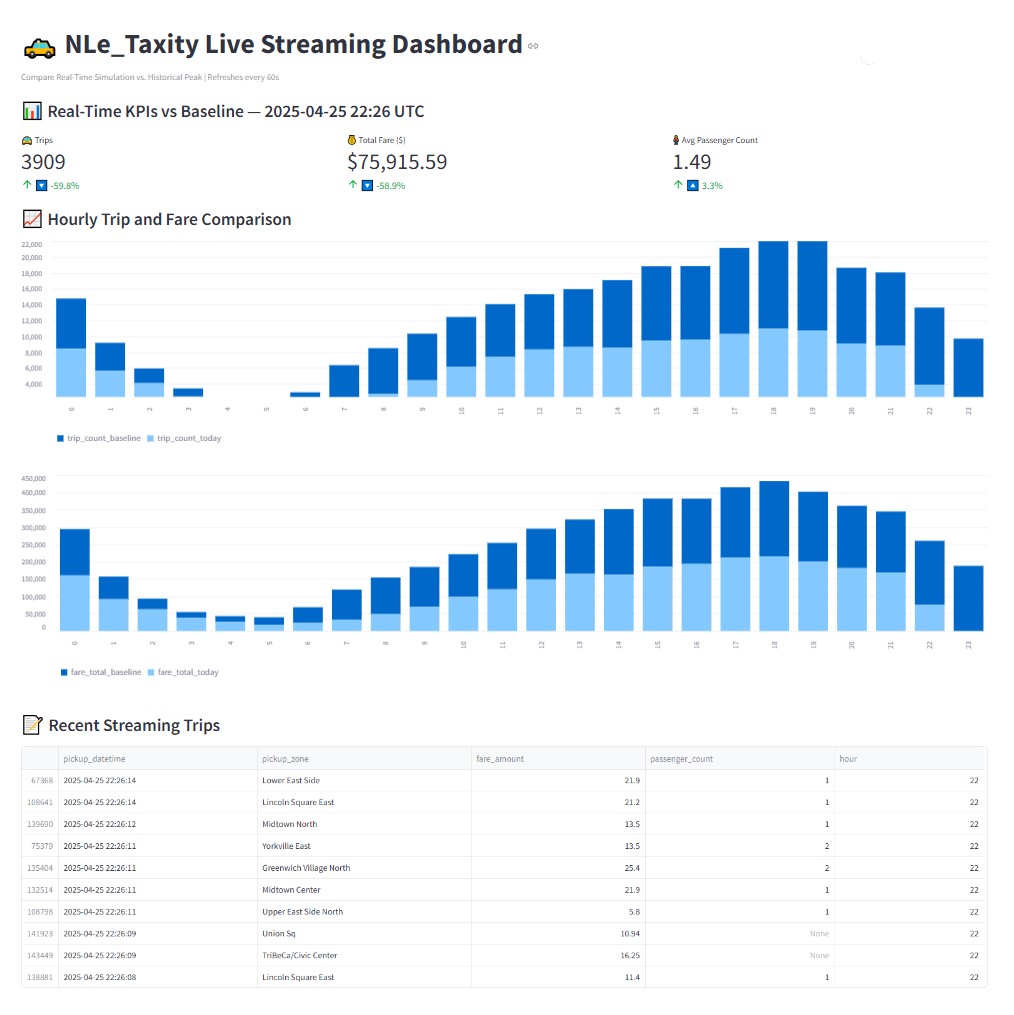 NLe_Taxity Live Streaming Dashboard
Compare Real-Time Simulation vs. Historical Peak | Refreshes every 60s
Real-Time KPIs vs Baseline — 2025-04-25 22:26 UTC
Trips Total Fare ($) Avg Passenger Count
3909 $75,915.59 1.49
-59.8% -58.9% 3.3%
Hourly Trip and Fare Comparison
22,000
20,000
18,000
16,000
14,000
12,000
10,000
8,000
6,000
4,000
0 1 2 3 4 5 6 7 8 9 10 11 12 13 14 15 16 17 18 19 20 21 22 23
trip_count_baseline trip_count_today
450,000
400,000
350,000
300,000
250,000
200,000
150,000
100,000
50,000
0
0 1 2 3 4 5 6 7 8 9 10 11 12 13 14 15 16 17 18 19 20 21 22 23
fare_total_baseline fare_total_today
Recent Streaming Trips
pickup_datetime pickup_zone fare_amount passenger_count hour
67368 2025-04-25 22:26:14 Lower East Side 21.9 1 22
108641 2025-04-25 22:26:14 Lincoln Square East 21.2 1 22
139690 2025-04-25 22:26:12 Midtown North 13.5 1 22
75379 2025-04-25 22:26:11 Yorkville East 13.5 2 22
135404 2025-04-25 22:26:11 Greenwich Village North 25.4 2 22
132514 2025-04-25 22:26:11 Midtown Center 21.9 1 22
108798 2025-04-25 22:26:11 Upper East Side North 5.8 1 22
141923 2025-04-25 22:26:09 Union Sq 10.94 None 22
143449 2025-04-25 22:26:09 TriBeCa/Civic Center 16.25 None 22
138881 2025-04-25 22:26:08 Lincoln Square East 11.4 1 22